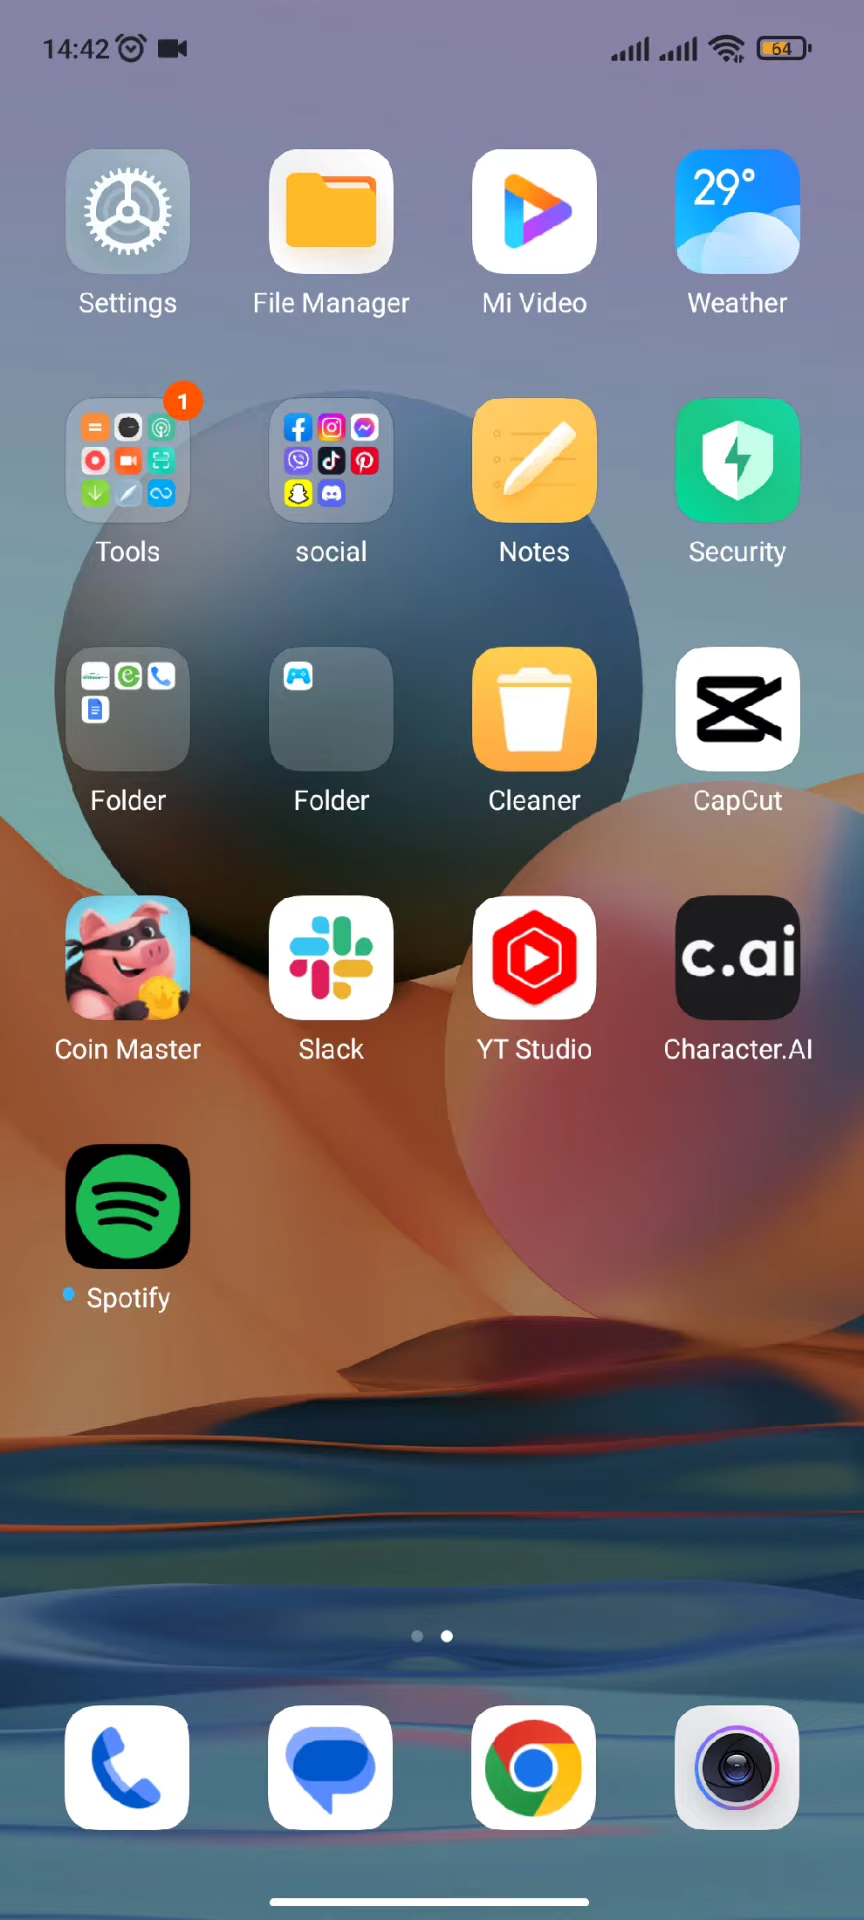 14:42 64
29°
Settings File Manager Mi Video Weather
1
Tools social Notes Security
Folder Folder Cleaner CapCut
c.ai
Coin Master Slack YT Studio Character.AI
Spotify